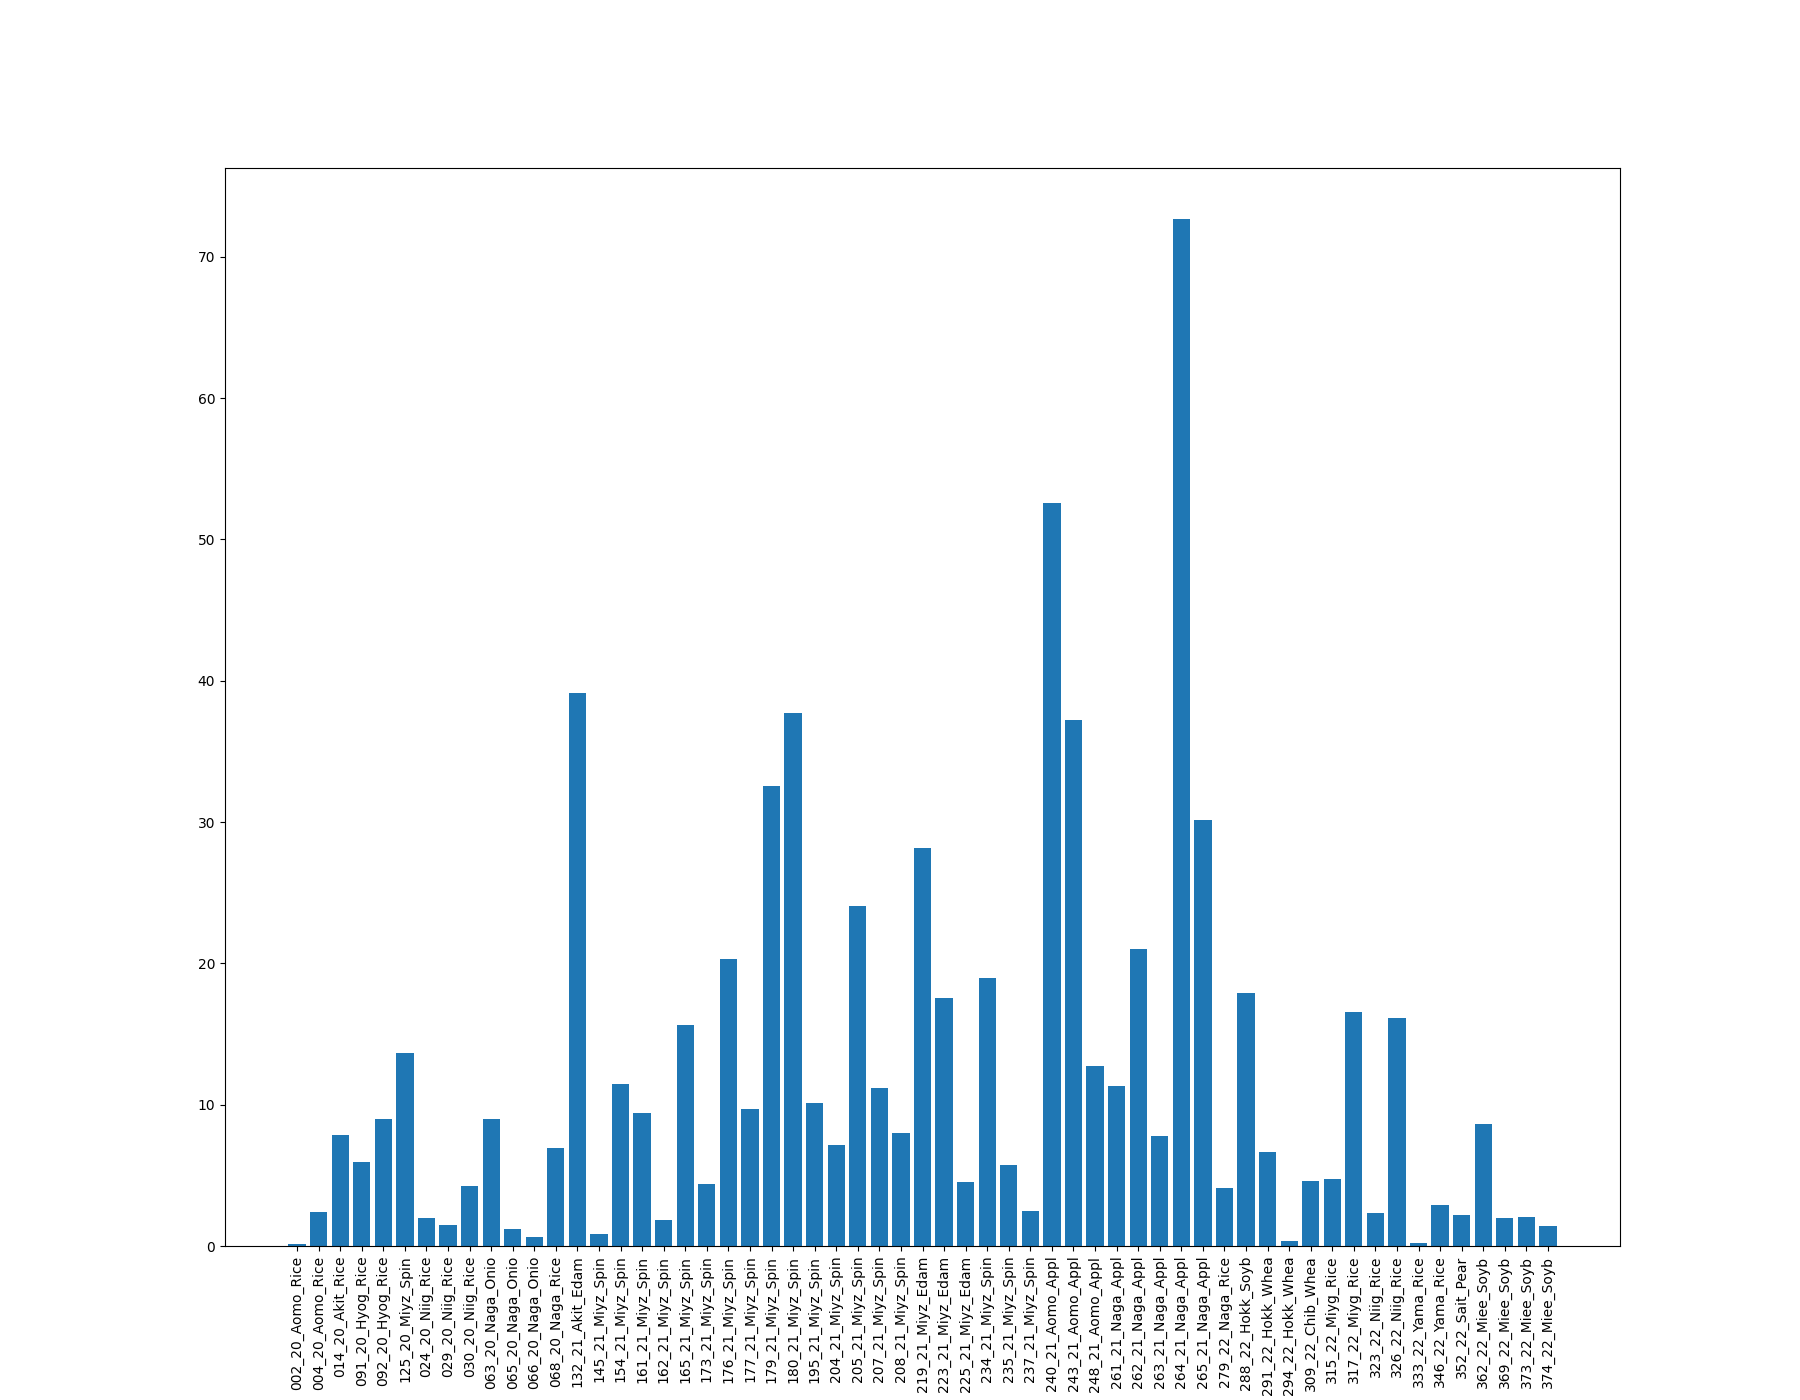 70
60
50
40
30
20
10
0
002_20_Aomo_Rice
004_20_Aomo_Rice
014_20_Akit_Rice
091_20_Hyog_Rice
092_20_Hyog_Rice
125_20_Miyz_Spin
024_20_Niig_Rice
029_20_Niig_Rice
030_20_Niig_Rice
063_20_Naga_Onio
065_20_Naga_Onio
066_20_Naga_Onio
068_20_Naga_Rice
132_21_Akit_Edam
145_21_Miyz_Spin
154_21_Miyz_Spin
161_21_Miyz_Spin
162_21_Miyz_Spin
165_21_Miyz_Spin
173_21_Miyz_Spin
176_21_Miyz_Spin
177_21_Miyz_Spin
179_21_Miyz_Spin
180_21_Miyz_Spin
195_21_Miyz_Spin
204_21_Miyz_Spin
205_21_Miyz_Spin
207_21_Miyz_Spin
208_21_Miyz_Spin
219_21_Miyz_Edam
223_21_Miyz_Edam
225_21_Miyz_Edam
234_21_Miyz_Spin
235_21_Miyz_Spin
237_21_Miyz_Spin
240_21_Aomo_Appl
243_21_Aomo_Appl
248_21_Aomo_Appl
261_21_Naga_Appl
262_21_Naga_Appl
263_21_Naga_Appl
264_21_Naga_Appl
265_21_Naga_Appl
279_22_Naga_Rice
288_22_Hokk_Soyb
291_22_Hokk_Whea
294_22_Hokk_Whea
309_22_Chib_Whea
315_22_Miyg_Rice
317_22_Miyg_Rice
323_22_Niig_Rice
326_22_Niig_Rice
333_22_Yama_Rice
346_22_Yama_Rice
352_22_Sait_Pear
362_22_Miee_Soyb
369_22_Miee_Soyb
373_22_Miee_Soyb
374_22_Miee_Soyb